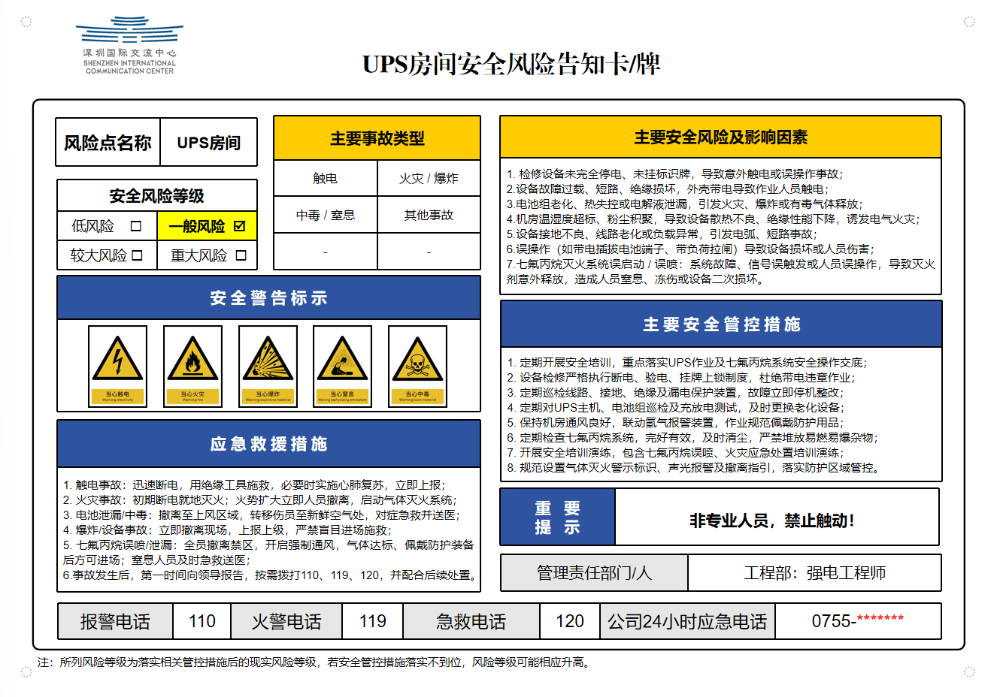 深圳国际交流中心
SHENZHEN INTERNATIONAL
COMMUNICATION CENTER
UPS房间安全风险告知卡/牌
风险点名称 UPS房间
安全风险等级
低风险 ☐ 一般风险 ☑
较大风险 ☐ 重大风险 ☐
主要事故类型
触电 火灾 / 爆炸
中毒 / 窒息 其他事故
- -
主要安全风险及影响因素
1. 检修设备未完全停电、未挂标识牌，导致意外触电或误操作事故；
2.设备故障过载、短路、绝缘损坏，外壳带电导致作业人员触电；
3.电池组老化、热失控或电解液泄漏，引发火灾、爆炸或有毒气体释放；
4.机房温湿度超标、粉尘积聚，导致设备散热不良、绝缘性能下降，诱发电气火灾；
5.设备接地不良、线路老化或负载异常，引发电弧、短路事故；
6.误操作（如带电插拔电池端子、带负荷拉闸）导致设备损坏或人员伤害；
7.七氟丙烷灭火系统误启动 / 误喷：系统故障、信号误触发或人员误操作，导致灭火
剂意外释放，造成人员窒息、冻伤或设备二次损坏。
安全警告标示
当心触电
Warning electricity
当心火灾
Warning fire
当心爆炸
Warning explosive material
当心窒息
Warning asphyxiating atmosphere
当心中毒
Warning toxic material
主要安全管控措施
1. 定期开展安全培训，重点落实UPS作业及七氟丙烷系统安全操作交底；
2. 设备检修严格执行断电、验电、挂牌上锁制度，杜绝带电违章作业；
3. 定期巡检线路、接地、绝缘及漏电保护装置，故障立即停机整改；
4. 定期对UPS主机、电池组巡检及充放电测试，及时更换老化设备；
5. 保持机房通风良好，联动氢气报警装置，作业规范佩戴防护用品；
6. 定期检查七氟丙烷系统，完好有效，及时清尘，严禁堆放易燃易爆杂物；
7. 开展安全培训演练，包含七氟丙烷误喷、火灾应急处置培训演练；
8. 规范设置气体灭火警示标识、声光报警及撤离指引，落实防护区域管控。
应急救援措施
1. 触电事故：迅速断电，用绝缘工具施救，必要时实施心肺复苏，立即上报；
2. 火灾事故：初期断电就地灭火；火势扩大立即人员撤离，启动气体灭火系统；
3. 电池泄漏/中毒：撤离至上风区域，转移伤员至新鲜空气处，对症急救并送医；
4. 爆炸/设备事故：立即撤离现场，上报上级，严禁盲目进场施救；
5. 七氟丙烷误喷/泄漏：全员撤离禁区，开启强制通风，气体达标、佩戴防护装备
后方可进场；窒息人员及时急救送医；
6.事故发生后，第一时间向领导报告，按需拨打110、119、120，并配合后续处置。
重 要
提 示
非专业人员，禁止触动！
管理责任部门/人 工程部：强电工程师
报警电话 110 火警电话 119 急救电话 120 公司24小时应急电话 0755-*******
注：所列风险等级为落实相关管控措施后的现实风险等级，若安全管控措施落实不到位，风险等级可能相应升高。